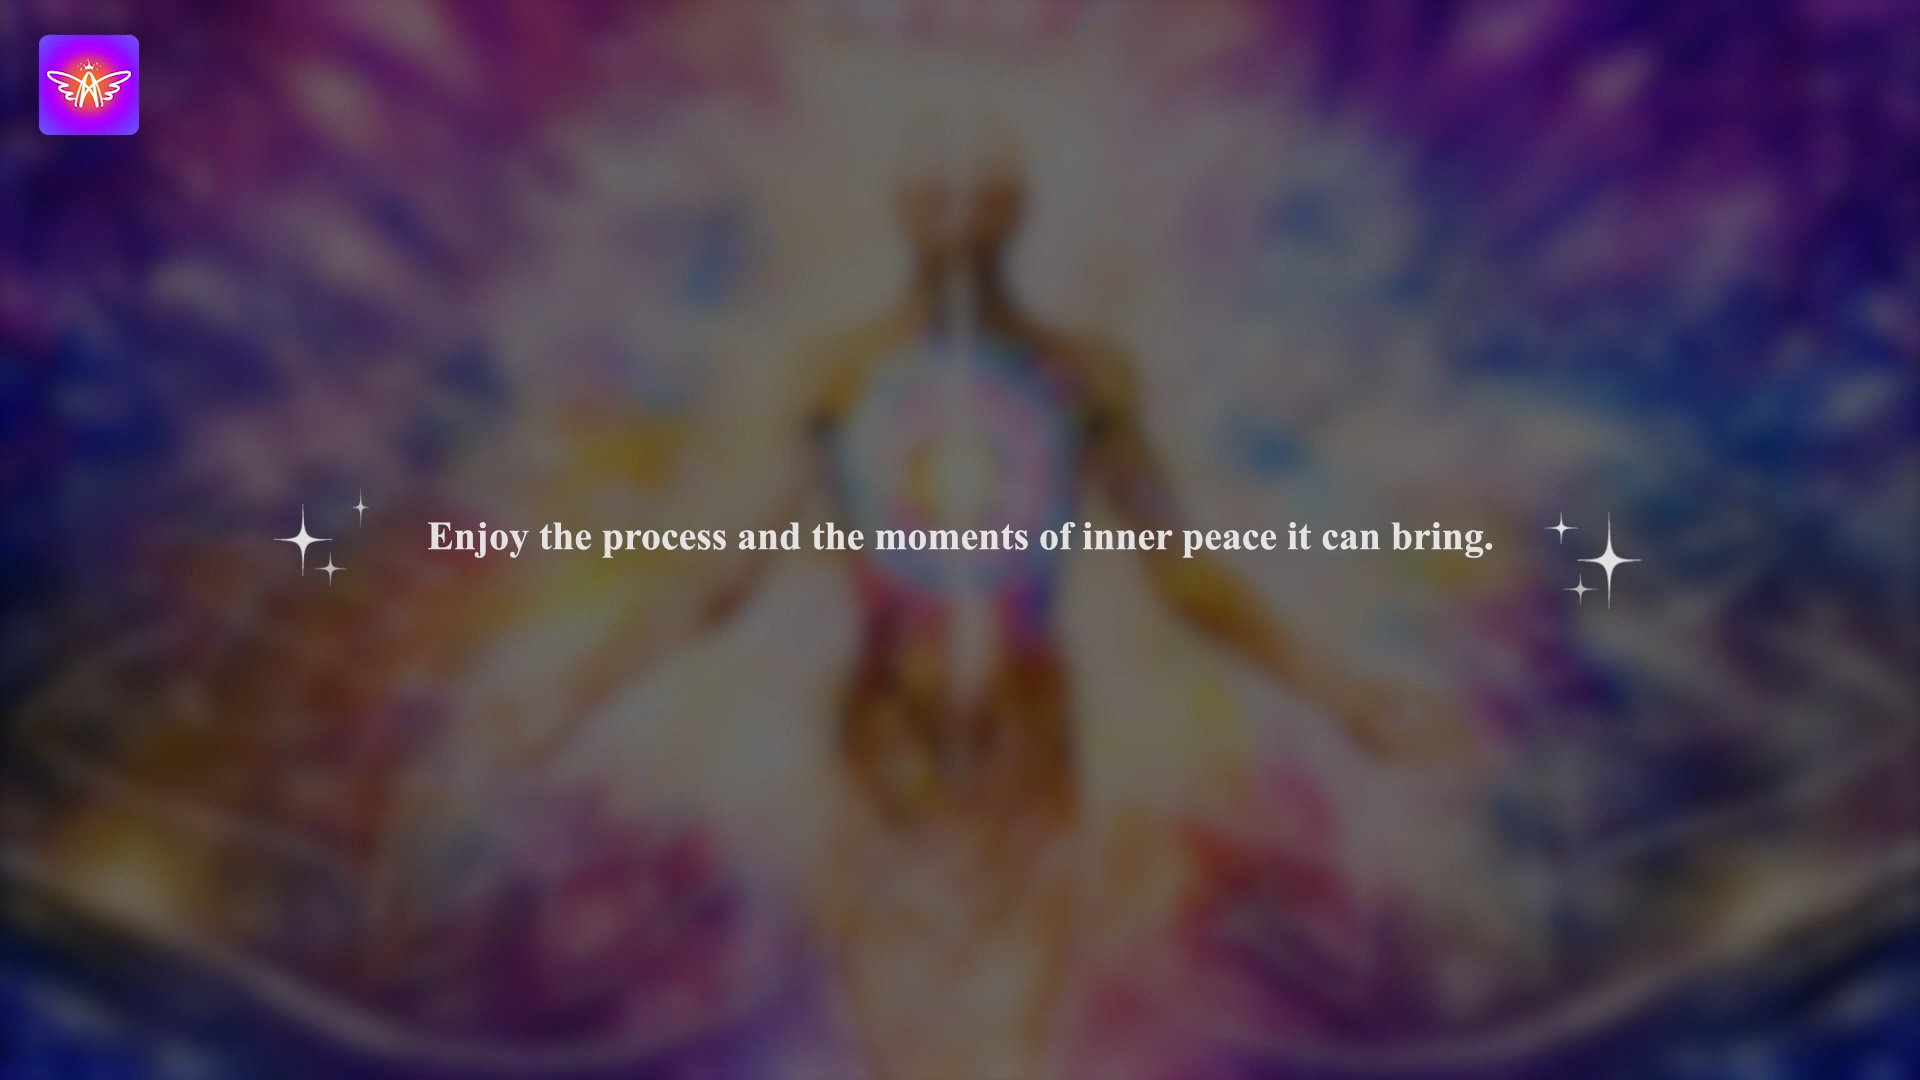 Enjoy the process and the moments of inner peace it can bring.